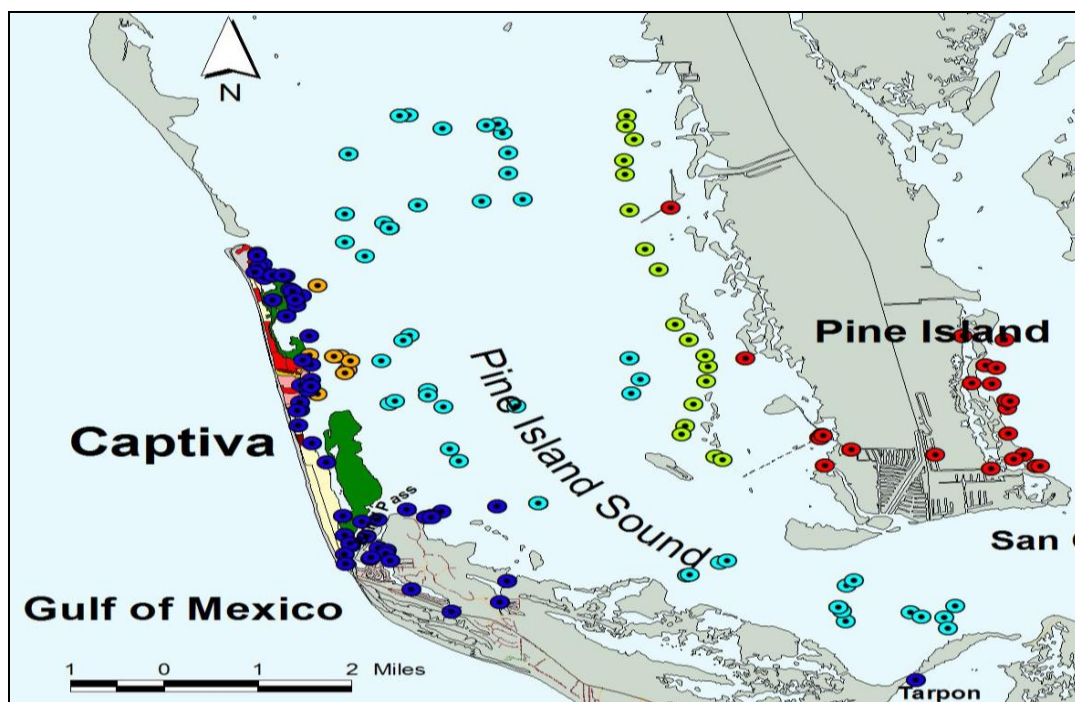 N
Pine Island
Pine Island Sound
Captiva
Pass
San
Gulf of Mexico
1 0 1 2 Miles
Tarpon